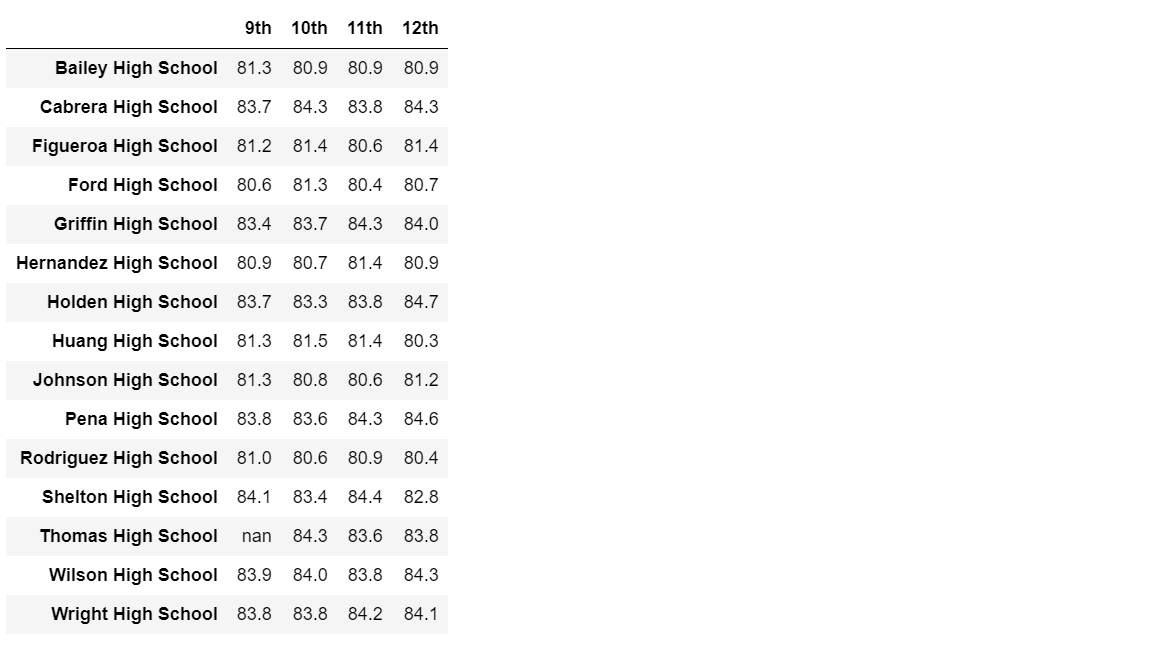 9th 10th 11th 12th
Bailey High School 81.3 80.9 80.9 80.9
Cabrera High School 83.7 84.3 83.8 84.3
Figueroa High School 81.2 81.4 80.6 81.4
Ford High School 80.6 81.3 80.4 80.7
Griffin High School 83.4 83.7 84.3 84.0
Hernandez High School 80.9 80.7 81.4 80.9
Holden High School 83.7 83.3 83.8 84.7
Huang High School 81.3 81.5 81.4 80.3
Johnson High School 81.3 80.8 80.6 81.2
Pena High School 83.8 83.6 84.3 84.6
Rodriguez High School 81.0 80.6 80.9 80.4
Shelton High School 84.1 83.4 84.4 82.8
Thomas High School nan 84.3 83.6 83.8
Wilson High School 83.9 84.0 83.8 84.3
Wright High School 83.8 83.8 84.2 84.1